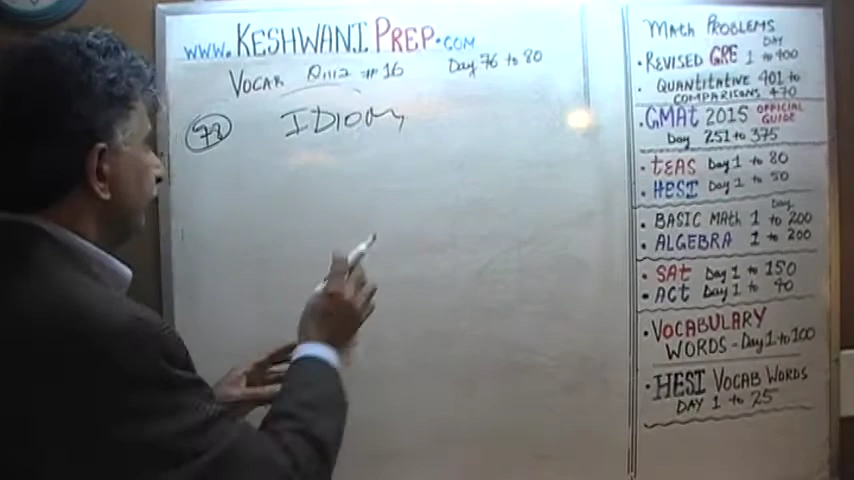 www.KESHWANI PREP.COM
VOCAB QUIZ #16 Day 76 to 80
78 IDIOM
MATH PROBLEMS
DAY
• REVISED GRE 1 to 400
• QUANTITATIVE 401 to
COMPARISONS 470
• GMAT 2015 OFFICIAL GUIDE
Day 251 to 375
• TEAS Day 1 to 80
• HESI Day 1 to 50
Day
• BASIC MATH 1 to 200
• ALGEBRA 1 to 200
• SAT Day 1 to 150
• ACT Day 1 to 40
• VOCABULARY
WORDS - Day 1 to 100
• HESI VOCAB WORDS
DAY 1 to 25